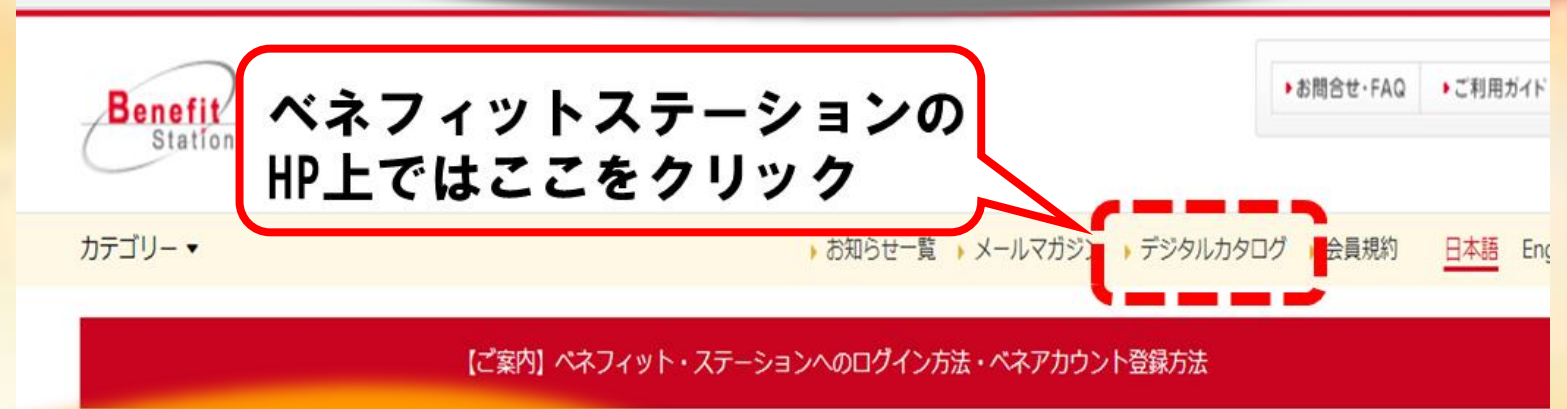 Benefit
Station
ベネフィットステーションの
HP上ではここをクリック
お問合せ・FAQ ご利用ガイド
カテゴリー
お知らせ一覧 メールマガジン デジタルカタログ 会員規約 日本語 Eng
【ご案内】ベネフィット・ステーションへのログイン方法・ベネアカウント登録方法